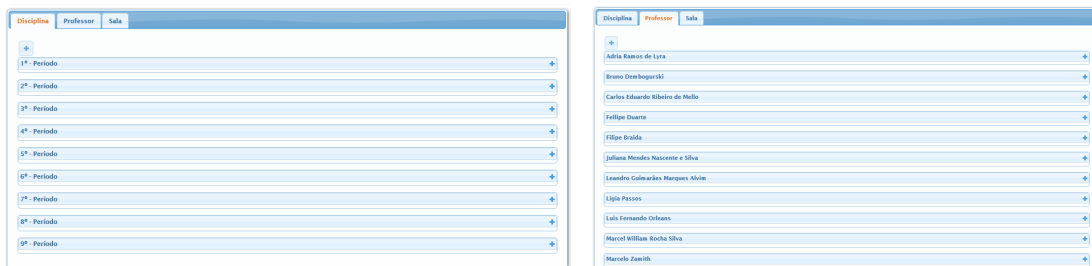 Disciplina Professor Sala
1º - Período
2º - Período
3º - Período
4º - Período
5º - Período
6º - Período
7º - Período
8º - Período
9º - Período
Disciplina Professor Sala
Adria Ramos de Lyra
Bruno Dembogurski
Carlos Eduardo Ribeiro de Mello
Fellipe Duarte
Filipe Braida
Juliana Mendes Nascente e Silva
Leandro Guimarães Marques Alvim
Ligia Passos
Luis Fernando Orleans
Marcel William Rocha Silva
Marcelo Zamith